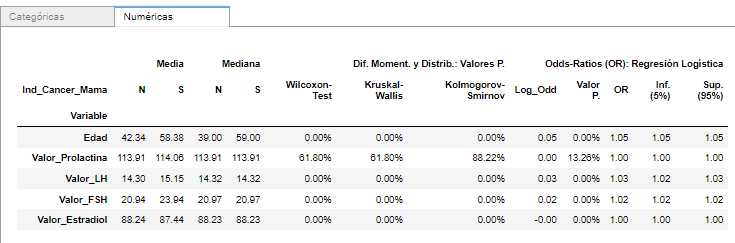 Categóricas Numéricas
Media Mediana Dif. Moment. y Distrib.: Valores P. Odds-Ratios (OR): Regresión Logística
Ind_Cancer_Mama N S N S Wilcoxon-Test Kruskal-Wallis Kolmogorov-Smirnov Log_Odd Valor P. OR Inf. (5%) Sup. (95%)
Variable
Edad 42.34 58.38 39.00 59.00 0.00% 0.00% 0.00% 0.05 0.00% 1.05 1.05 1.05
Valor_Prolactina 113.91 114.06 113.91 113.91 61.80% 61.80% 88.22% 0.00 13.26% 1.00 1.00 1.00
Valor_LH 14.30 15.15 14.32 14.32 0.00% 0.00% 0.00% 0.03 0.00% 1.03 1.02 1.03
Valor_FSH 20.94 23.94 20.97 20.97 0.00% 0.00% 0.00% 0.02 0.00% 1.02 1.02 1.02
Valor_Estradiol 88.24 87.44 88.23 88.23 0.00% 0.00% 0.00% -0.00 0.00% 1.00 1.00 1.00